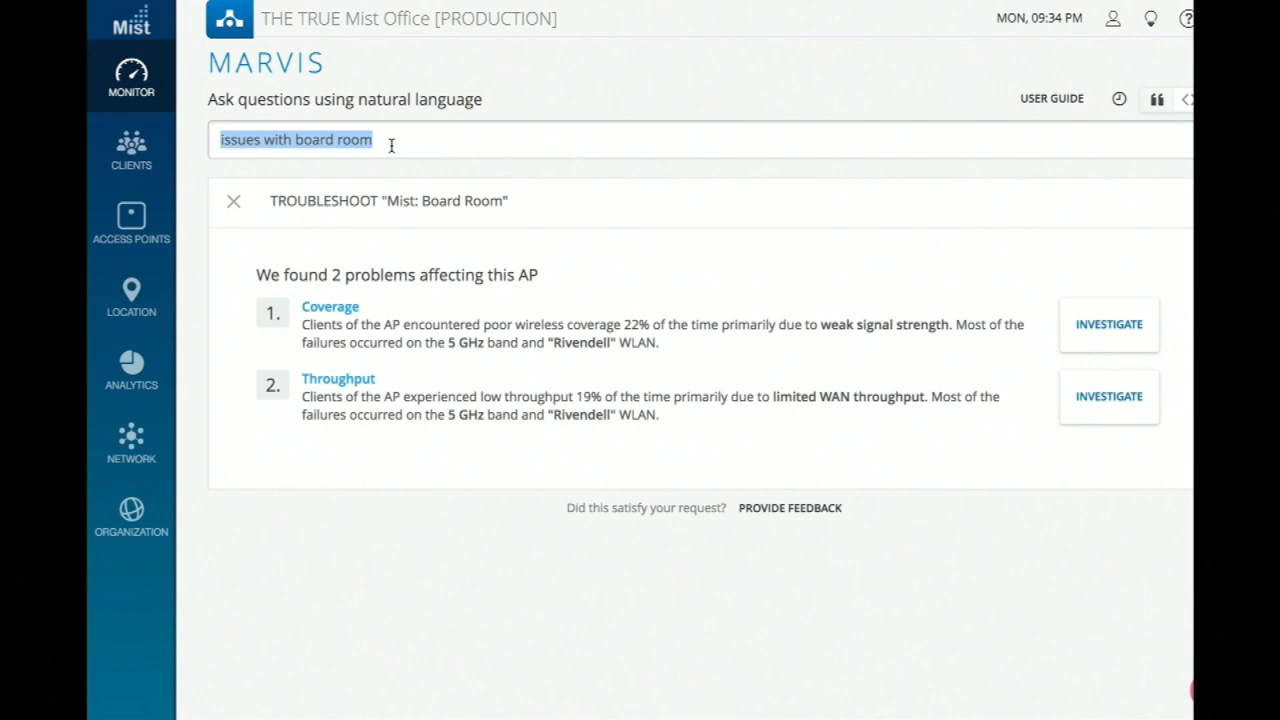 Mist
THE TRUE Mist Office [PRODUCTION]
MON, 09:34 PM
?
MARVIS
MONITOR
Ask questions using natural language
USER GUIDE
issues with board room
CLIENTS
TROUBLESHOOT "Mist: Board Room"
ACCESS POINTS
We found 2 problems affecting this AP
1.
Coverage
Clients of the AP encountered poor wireless coverage 22% of the time primarily due to weak signal strength. Most of the
failures occurred on the 5 GHz band and "Rivendell" WLAN.
INVESTIGATE
LOCATION
2.
Throughput
Clients of the AP experienced low throughput 19% of the time primarily due to limited WAN throughput. Most of the
failures occurred on the 5 GHz band and "Rivendell" WLAN.
INVESTIGATE
ANALYTICS
NETWORK
Did this satisfy your request? PROVIDE FEEDBACK
ORGANIZATION